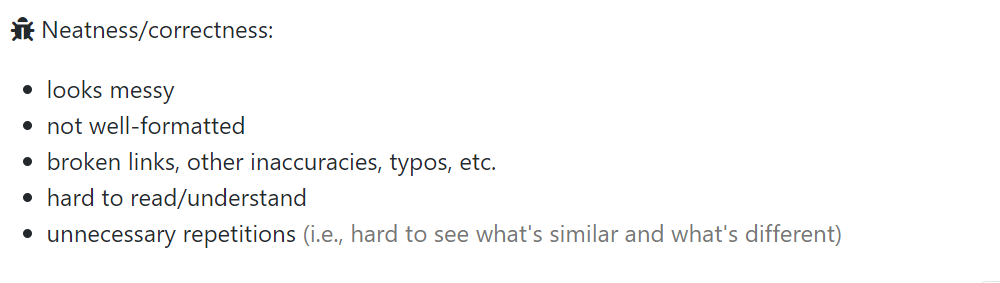 Neatness/correctness:
looks messy
not well-formatted
broken links, other inaccuracies, typos, etc.
hard to read/understand
unnecessary repetitions (i.e., hard to see what's similar and what's different)